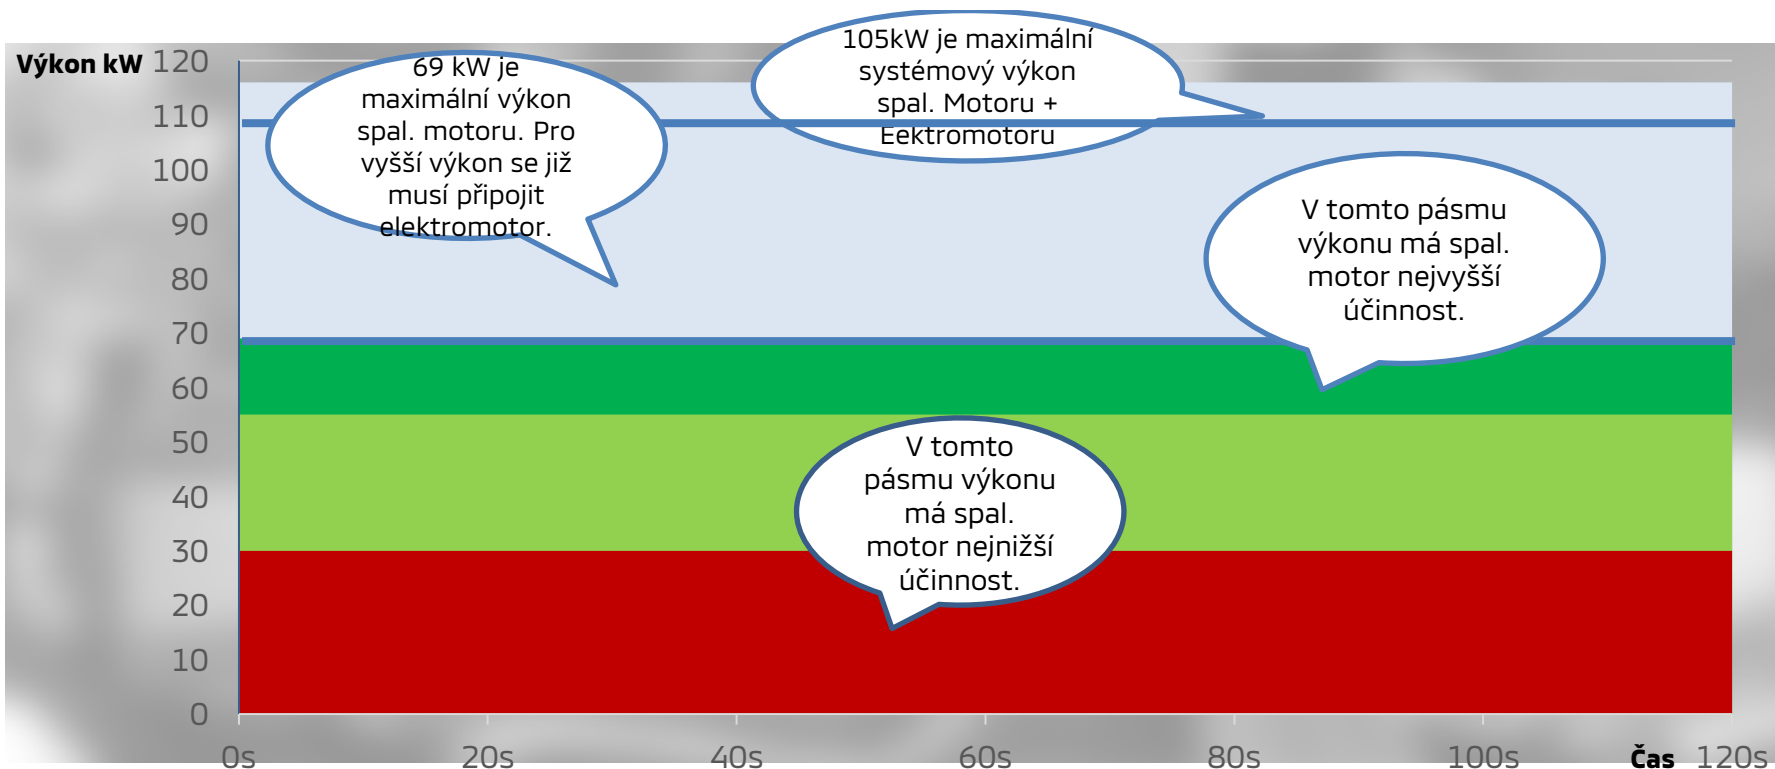 Výkon kW
120
110
100
90
80
70
60
50
40
30
20
10
0
69 kW je
maximální výkon
spal. motoru. Pro
vyšší výkon se již
musí připojit
elektromotor.
105kW je maximální
systémový výkon
spal. Motoru +
Eektromotoru
V tomto pásmu
výkonu má spal.
motor nejvyšší
účinnost.
V tomto
pásmu výkonu
má spal.
motor nejnižší
účinnost.
0s 20s 40s 60s 80s 100s Čas 120s